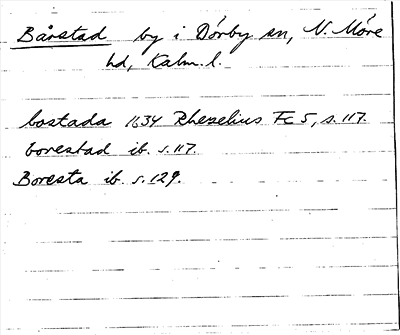 Bårstad by i Dörby sn, N. Möre
hd, Kalm. l.
bostada 1634 Rhezelius Fc 5, s. 117.
borestad ib. s. 117.
Boresta ib. s. 129.